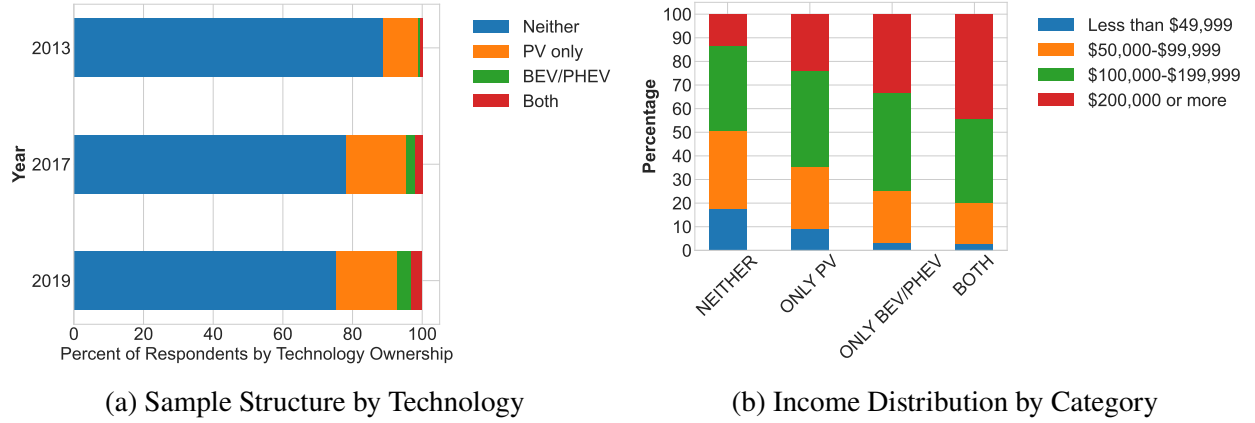 2013
2017
2019
Year
0 20 40 60 80 100
Percent of Respondents by Technology Ownership
Neither
PV only
BEV/PHEV
Both
(a) Sample Structure by Technology
100
90
80
70
60
50
40
30
20
10
0
Percentage
NEITHER
ONLY PV
ONLY BEV/PHEV
BOTH
Less than $49,999
$50,000-$99,999
$100,000-$199,999
$200,000 or more
(b) Income Distribution by Category